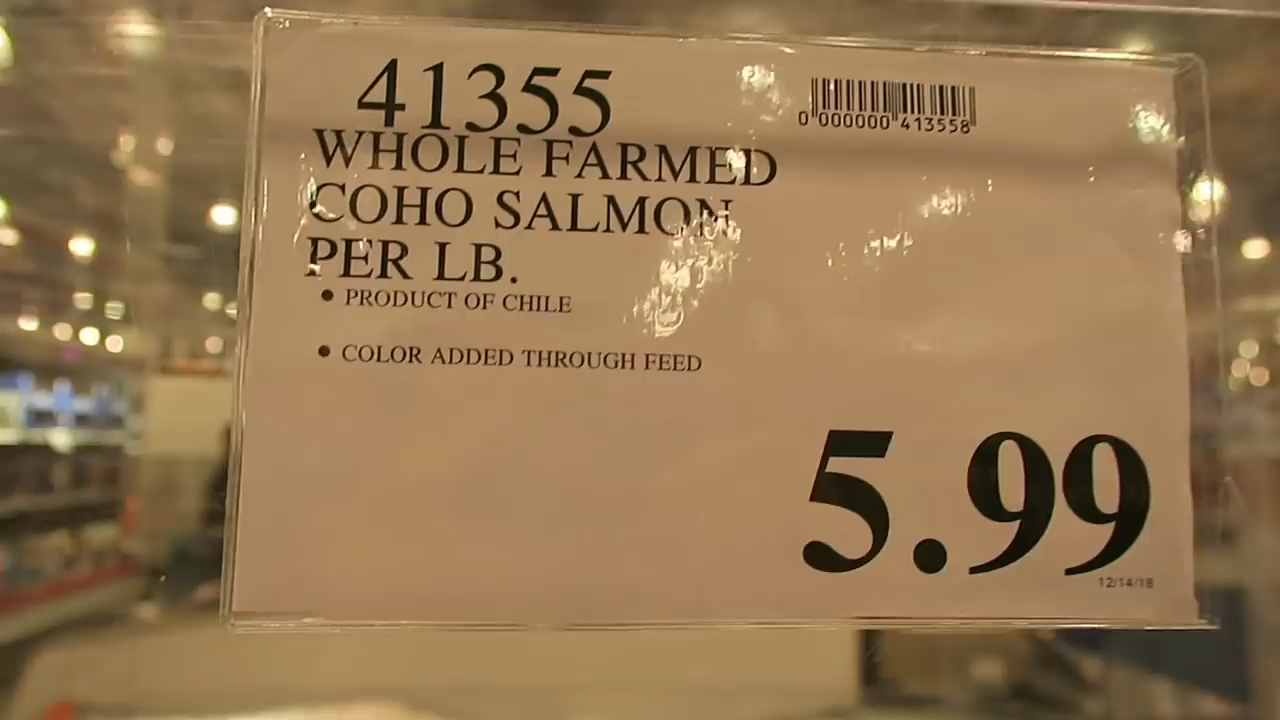 41355
WHOLE FARMED
COHO SALMON
PER LB.
• PRODUCT OF CHILE
• COLOR ADDED THROUGH FEED
0 000000 413558
5.99
12/14/18